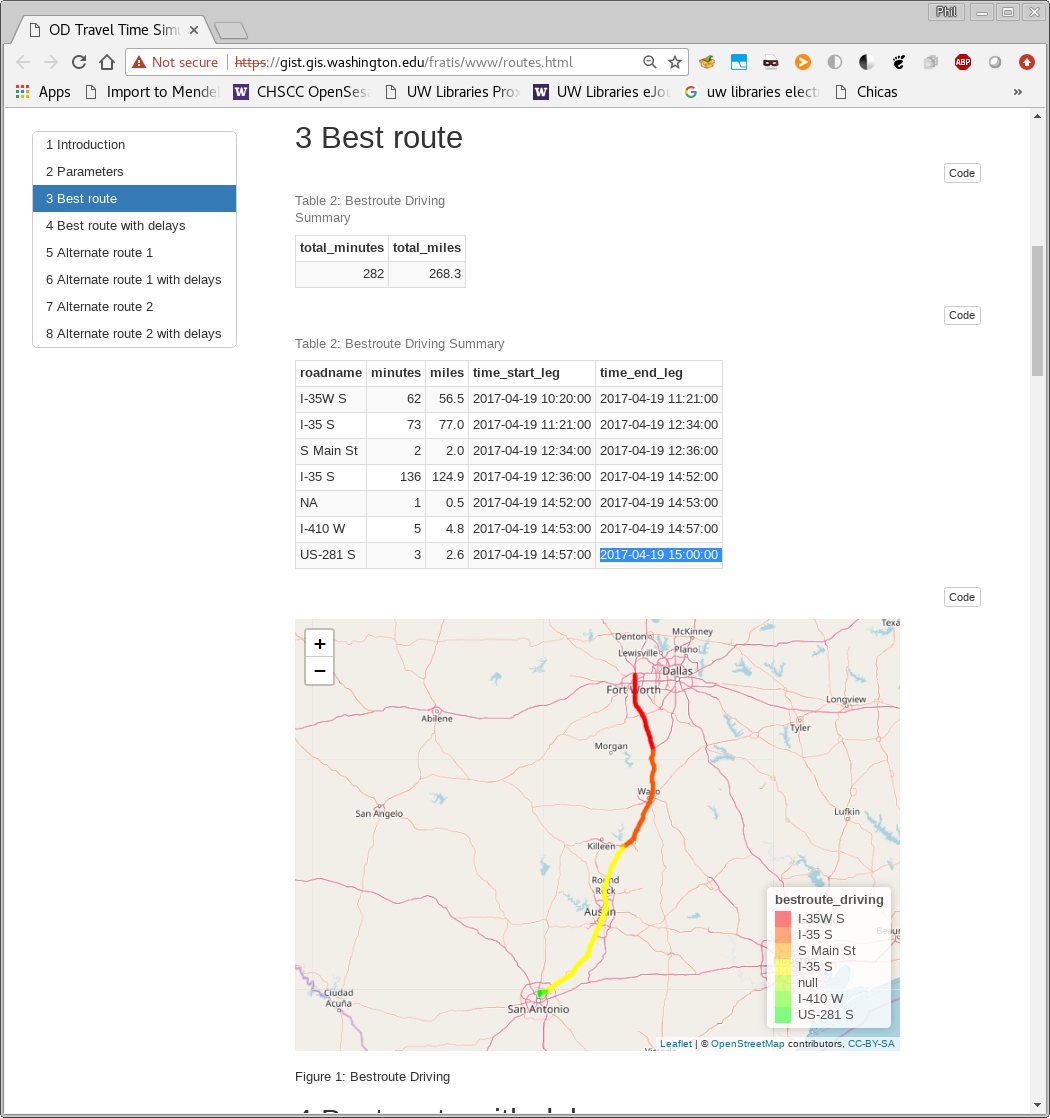 Phil
OD Travel Time Sim
Not secure https://gist.gis.washington.edu/fratis/www/routes.html
ABP
Apps Import to Mendel W CHSCC OpenSesa UW Libraries Prox W UW Libraries eJou G uw libraries elect Chicas »
1 Introduction
2 Parameters
3 Best route
4 Best route with delays
5 Alternate route 1
6 Alternate route 1 with delays
7 Alternate route 2
8 Alternate route 2 with delays
3 Best route
Code
Table 2: Bestroute Driving
Summary
total_minutes total_miles
282 268.3
Code
Table 2: Bestroute Driving Summary
roadname minutes miles time_start_leg time_end_leg
I-35W S 62 56.5 2017-04-19 10:20:00 2017-04-19 11:21:00
I-35 S 73 77.0 2017-04-19 11:21:00 2017-04-19 12:34:00
S Main St 2 2.0 2017-04-19 12:34:00 2017-04-19 12:36:00
I-35 S 136 124.9 2017-04-19 12:36:00 2017-04-19 14:52:00
NA 1 0.5 2017-04-19 14:52:00 2017-04-19 14:53:00
I-410 W 5 4.8 2017-04-19 14:53:00 2017-04-19 14:57:00
US-281 S 3 2.6 2017-04-19 14:57:00 2017-04-19 15:00:00
Code
+
−
Texa
McKinney
Denton
Lewisville
Plano
Dallas
Fort Worth
Longview
Abilene
Tyler
Morgan
Waco
San Angelo
Lufkin
Killeen
Round
Rock
Austin
Beau
Ciudad
Acuña
San Antonio
bestroute_driving
I-35W S
I-35 S
S Main St
I-35 S
null
I-410 W
US-281 S
Leaflet | © OpenStreetMap contributors, CC-BY-SA
Figure 1: Bestroute Driving